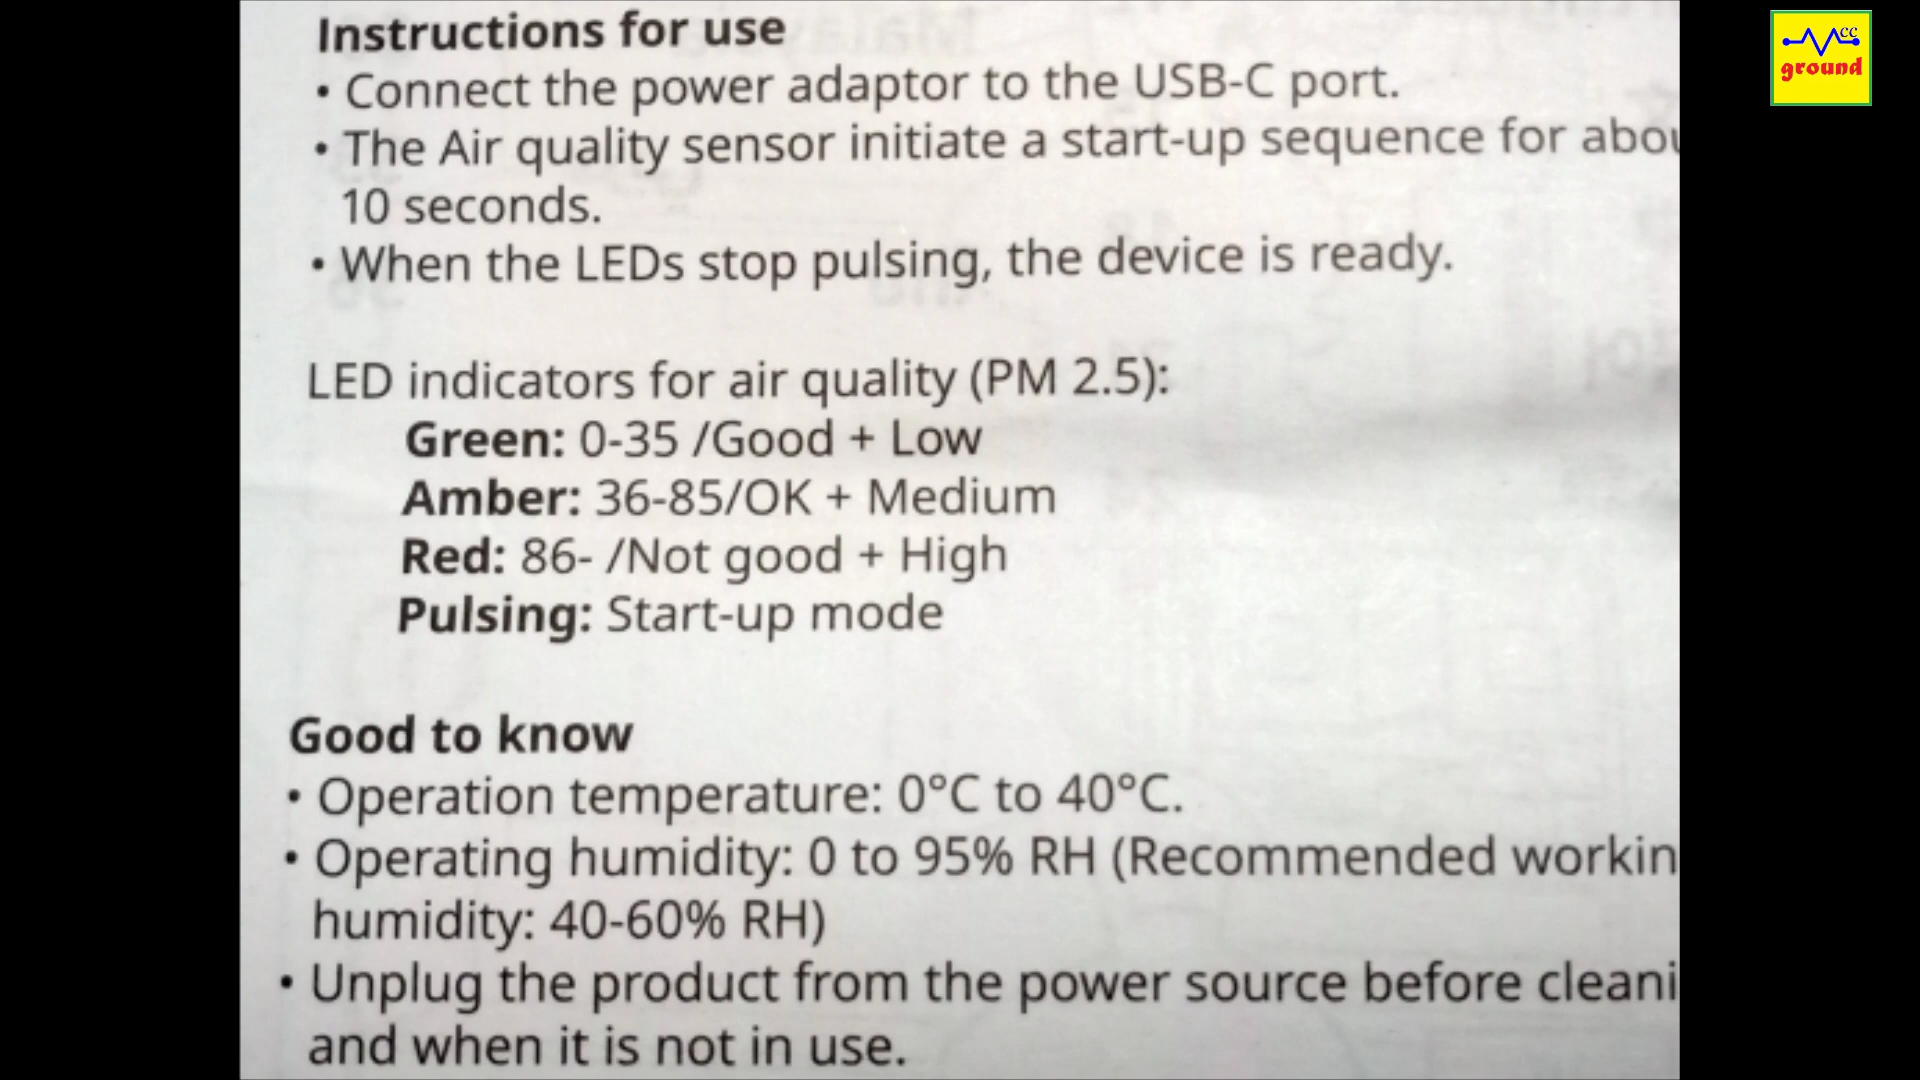 Instructions for use
• Connect the power adaptor to the USB-C port.
• The Air quality sensor initiate a start-up sequence for abou
10 seconds.
• When the LEDs stop pulsing, the device is ready.
LED indicators for air quality (PM 2.5):
Green: 0-35 /Good + Low
Amber: 36-85/OK + Medium
Red: 86- /Not good + High
Pulsing: Start-up mode
Good to know
• Operation temperature: 0°C to 40°C.
• Operating humidity: 0 to 95% RH (Recommended workin
humidity: 40-60% RH)
• Unplug the product from the power source before cleani
and when it is not in use.
cc
ground